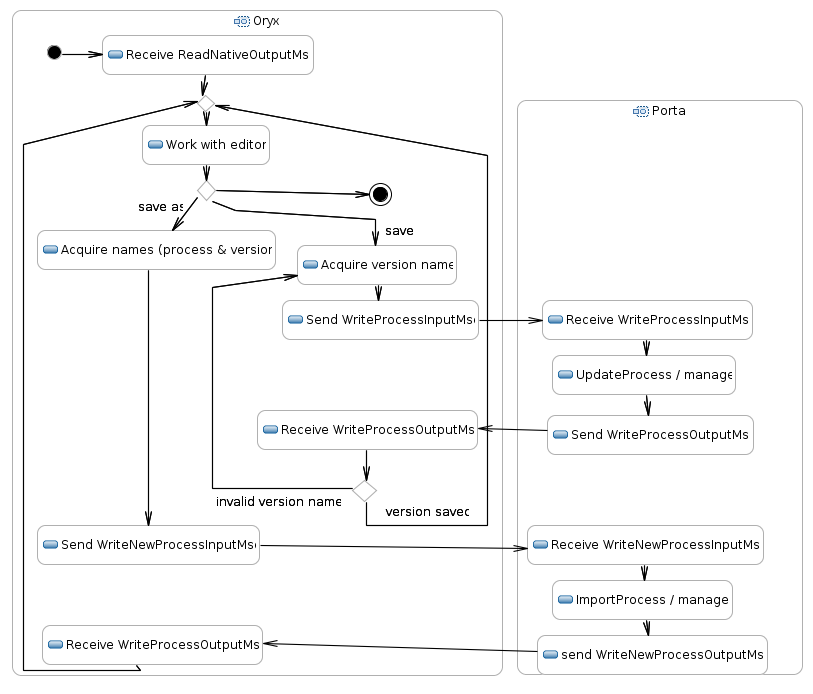 Oryx
Receive ReadNativeOutputMs
Porta
Work with editor
save as
save
Acquire names (process & version
Acquire version name
Send WriteProcessInputMs
Receive WriteProcessInputMs
UpdateProcess / manage
Receive WriteProcessOutputMs
Send WriteProcessOutputMs
invalid version name
version saved
Send WriteNewProcessInputMs
Receive WriteNewProcessInputMs
ImportProcess / manage
Receive WriteProcessOutputMs
send WriteNewProcessOutputMs